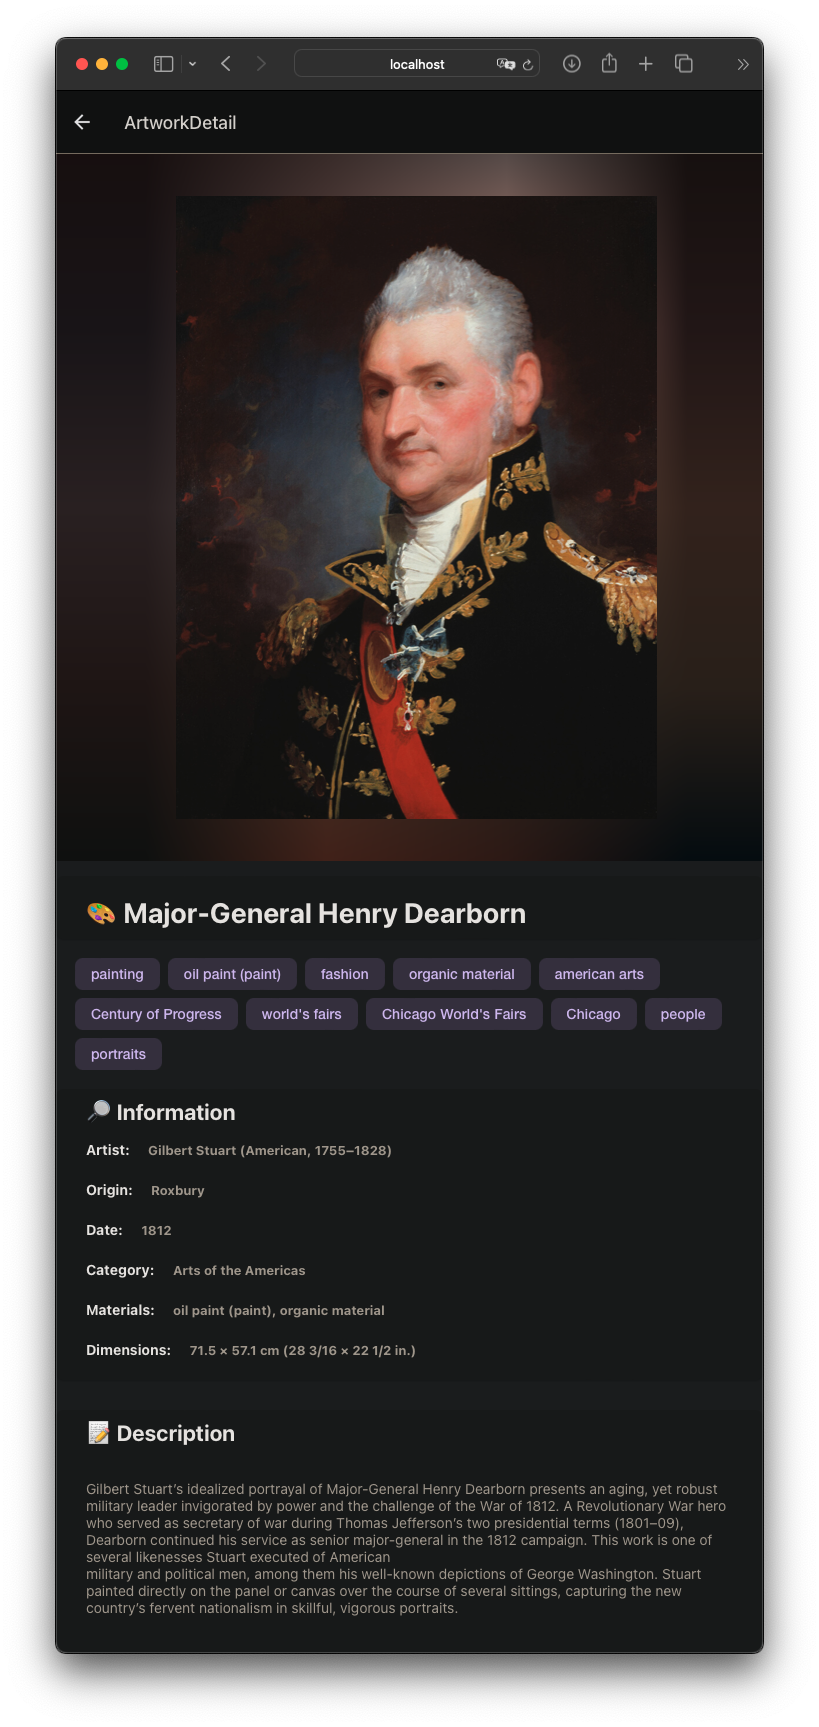 localhost
ArtworkDetail
🎨 Major-General Henry Dearborn
painting oil paint (paint) fashion organic material american arts
Century of Progress world's fairs Chicago World's Fairs Chicago people
portraits
🔎 Information
Artist: Gilbert Stuart (American, 1755–1828)
Origin: Roxbury
Date: 1812
Category: Arts of the Americas
Materials: oil paint (paint), organic material
Dimensions: 71.5 × 57.1 cm (28 3/16 × 22 1/2 in.)
📝 Description
Gilbert Stuart’s idealized portrayal of Major-General Henry Dearborn presents an aging, yet robust
military leader invigorated by power and the challenge of the War of 1812. A Revolutionary War hero
who served as secretary of war during Thomas Jefferson’s two presidential terms (1801–09),
Dearborn continued his service as senior major-general in the 1812 campaign. This work is one of
several likenesses Stuart executed of American
military and political men, among them his well-known depictions of George Washington. Stuart
painted directly on the panel or canvas over the course of several sittings, capturing the new
country’s fervent nationalism in skillful, vigorous portraits.